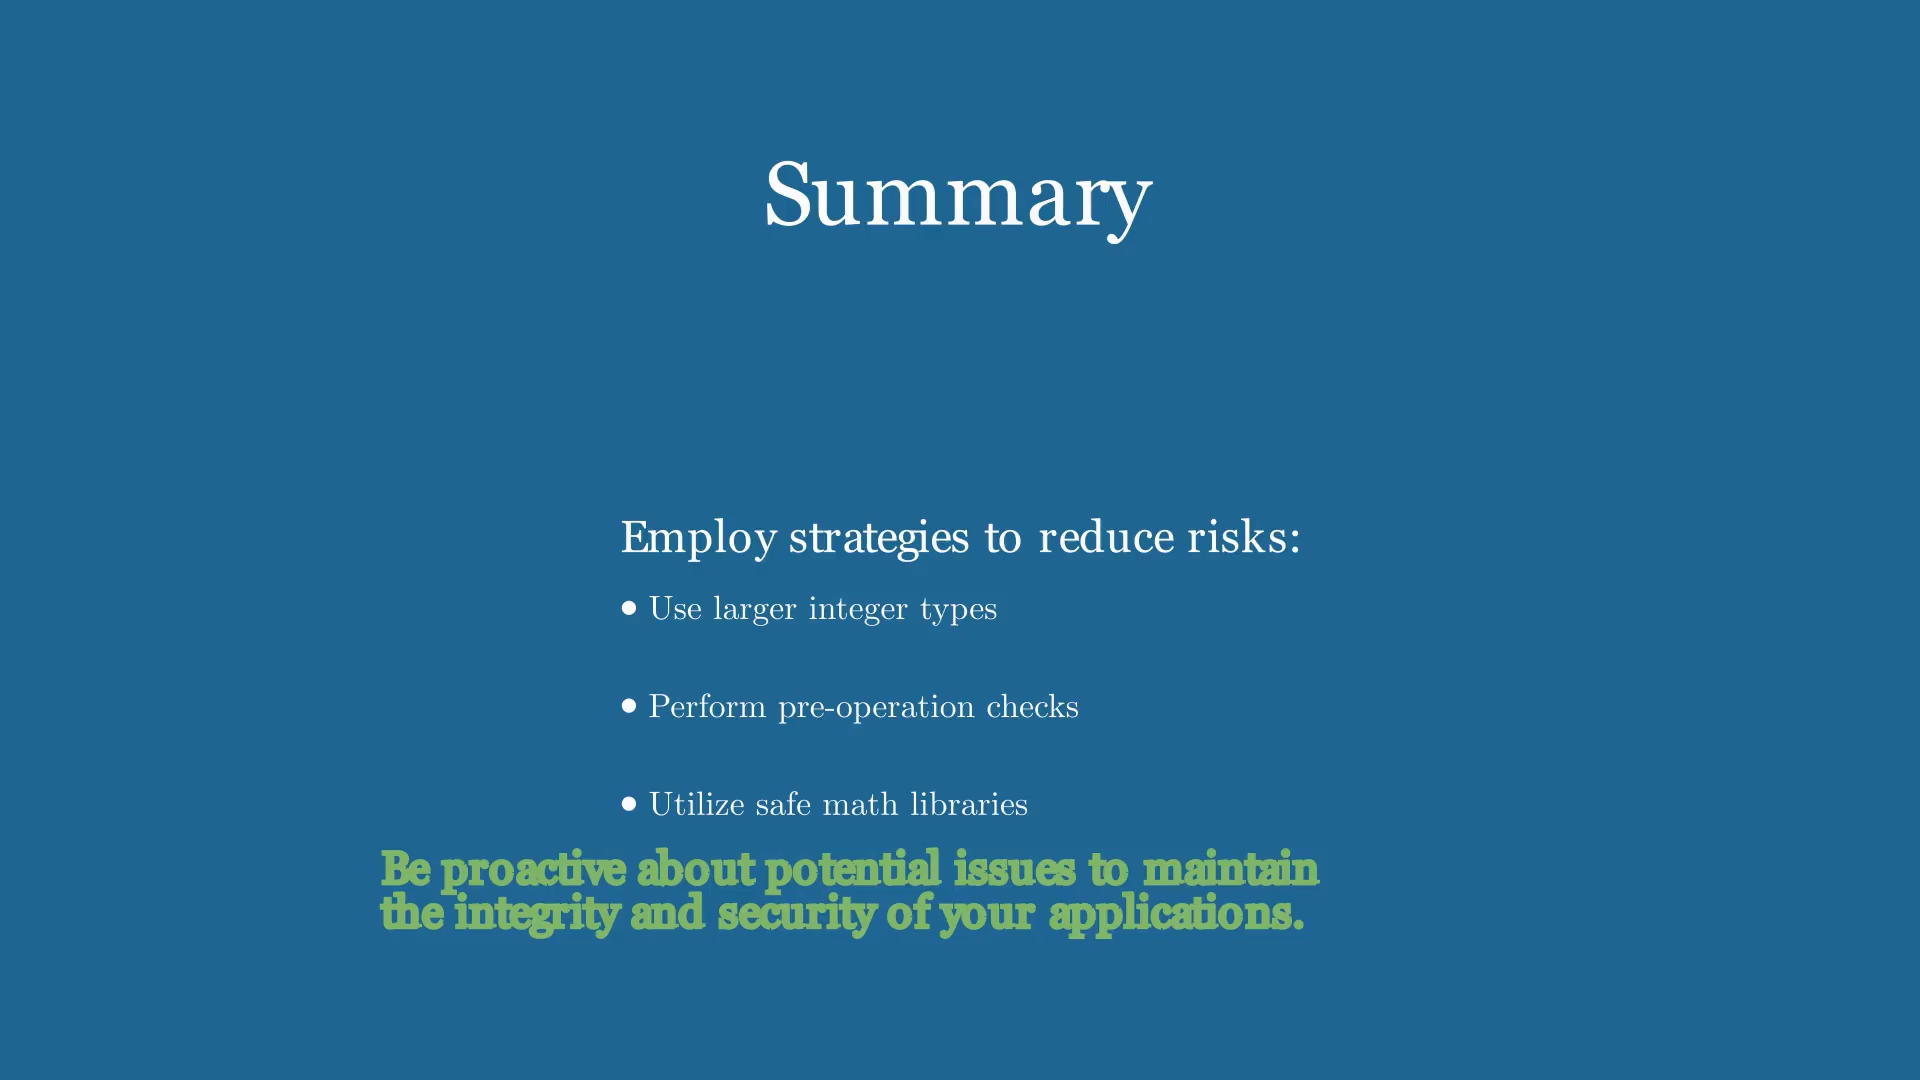 Summary
Employ strategies to reduce risks:
• Use larger integer types
• Perform pre-operation checks
• Utilize safe math libraries
Be proactive about potential issues to maintain
the integrity and security of your applications.